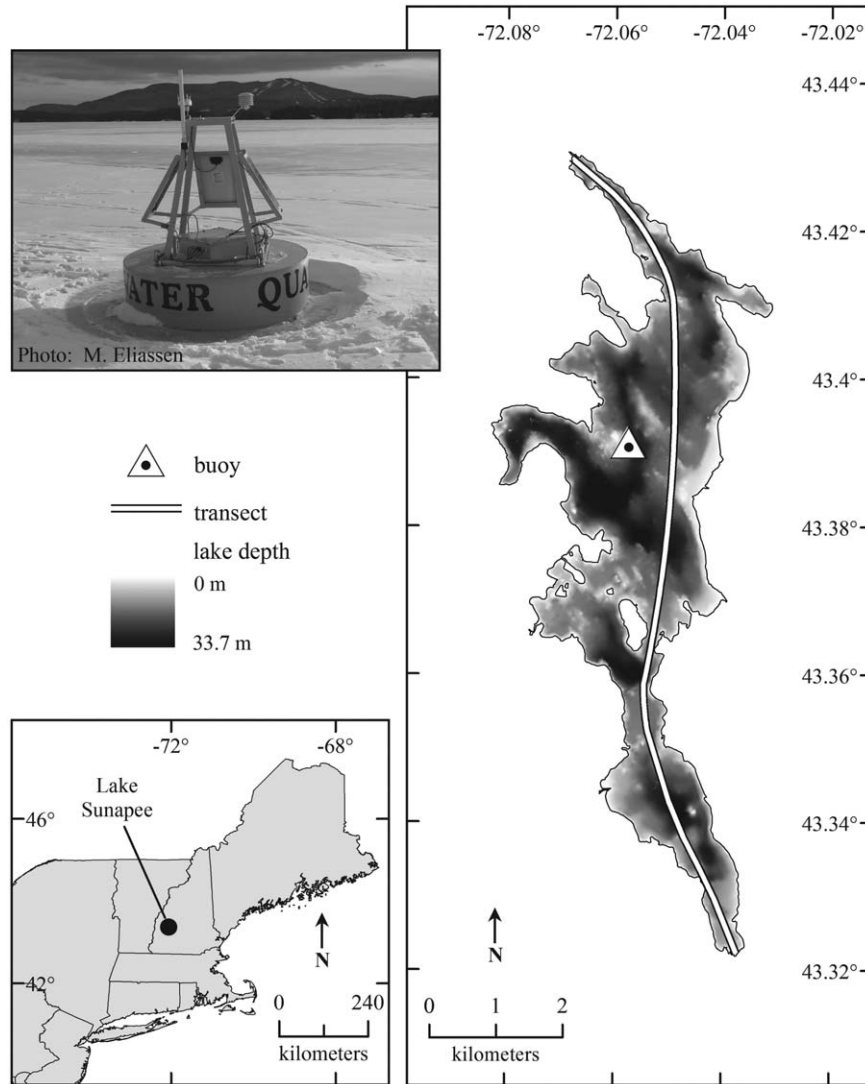 -72.08° -72.06° -72.04° -72.02°
43.44°
43.42°
43.4°
43.38°
43.36°
43.34°
43.32°
WATER QUA
Photo: M. Eliassen
buoy
transect
lake depth
0 m
33.7 m
-72° -68°
Lake
Sunapee
46°
42°
N
0 240
kilometers
N
0 1 2
kilometers